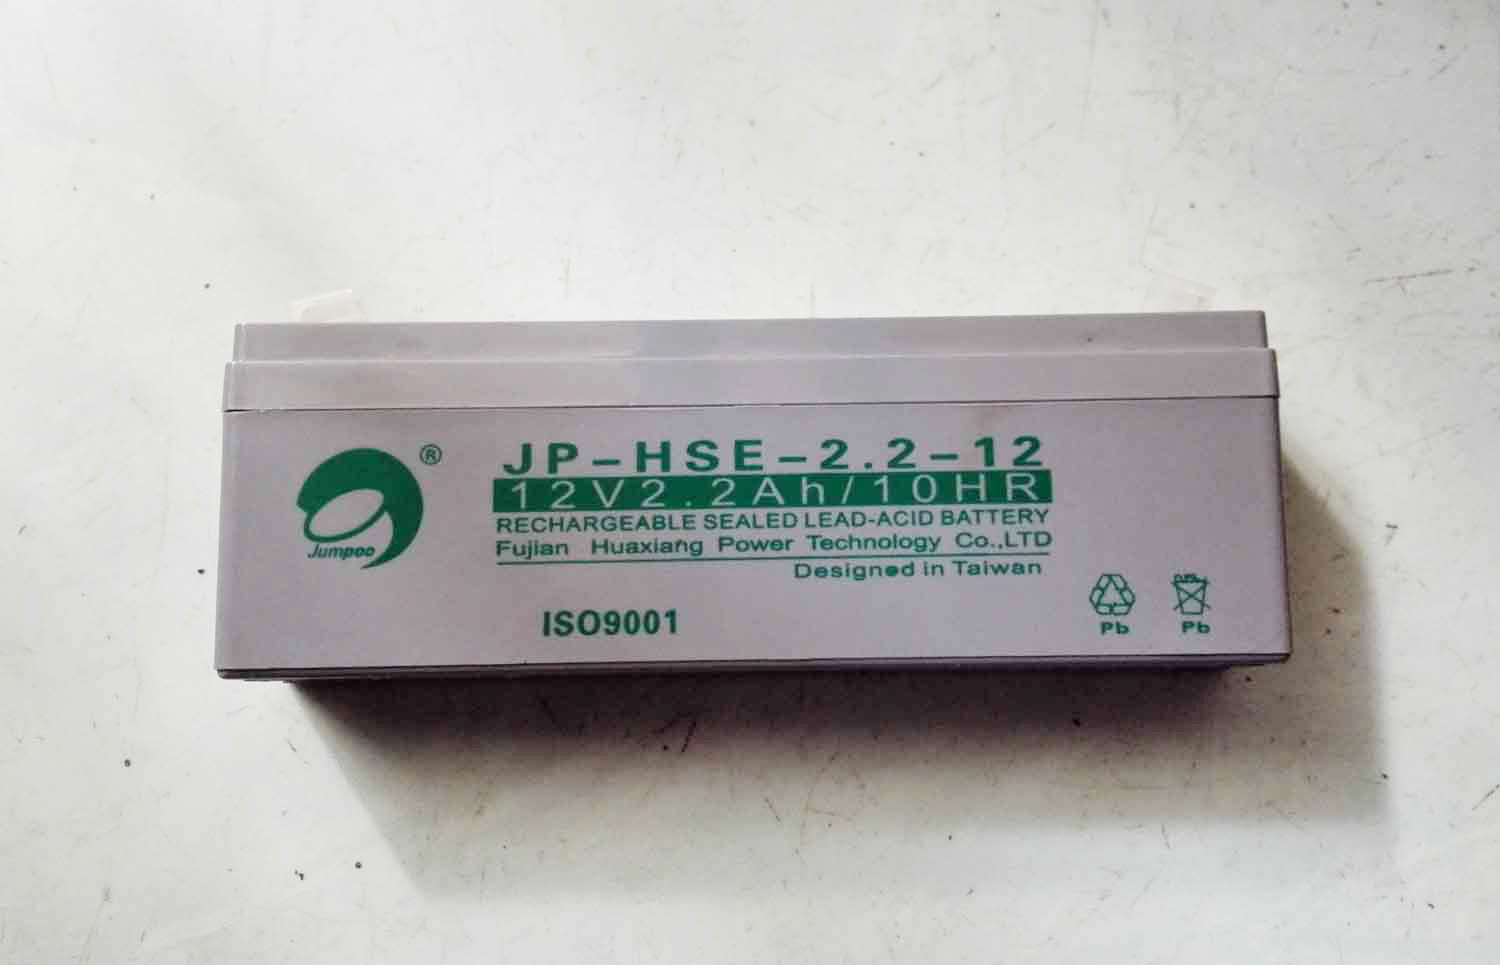 ®
Jumpoo
JP-HSE-2.2-12
12V2.2Ah/10HR
RECHARGEABLE SEALED LEAD-ACID BATTERY
Fujian Huaxiang Power Technology Co.,LTD
Designed in Taiwan
ISO9001
Pb Pb